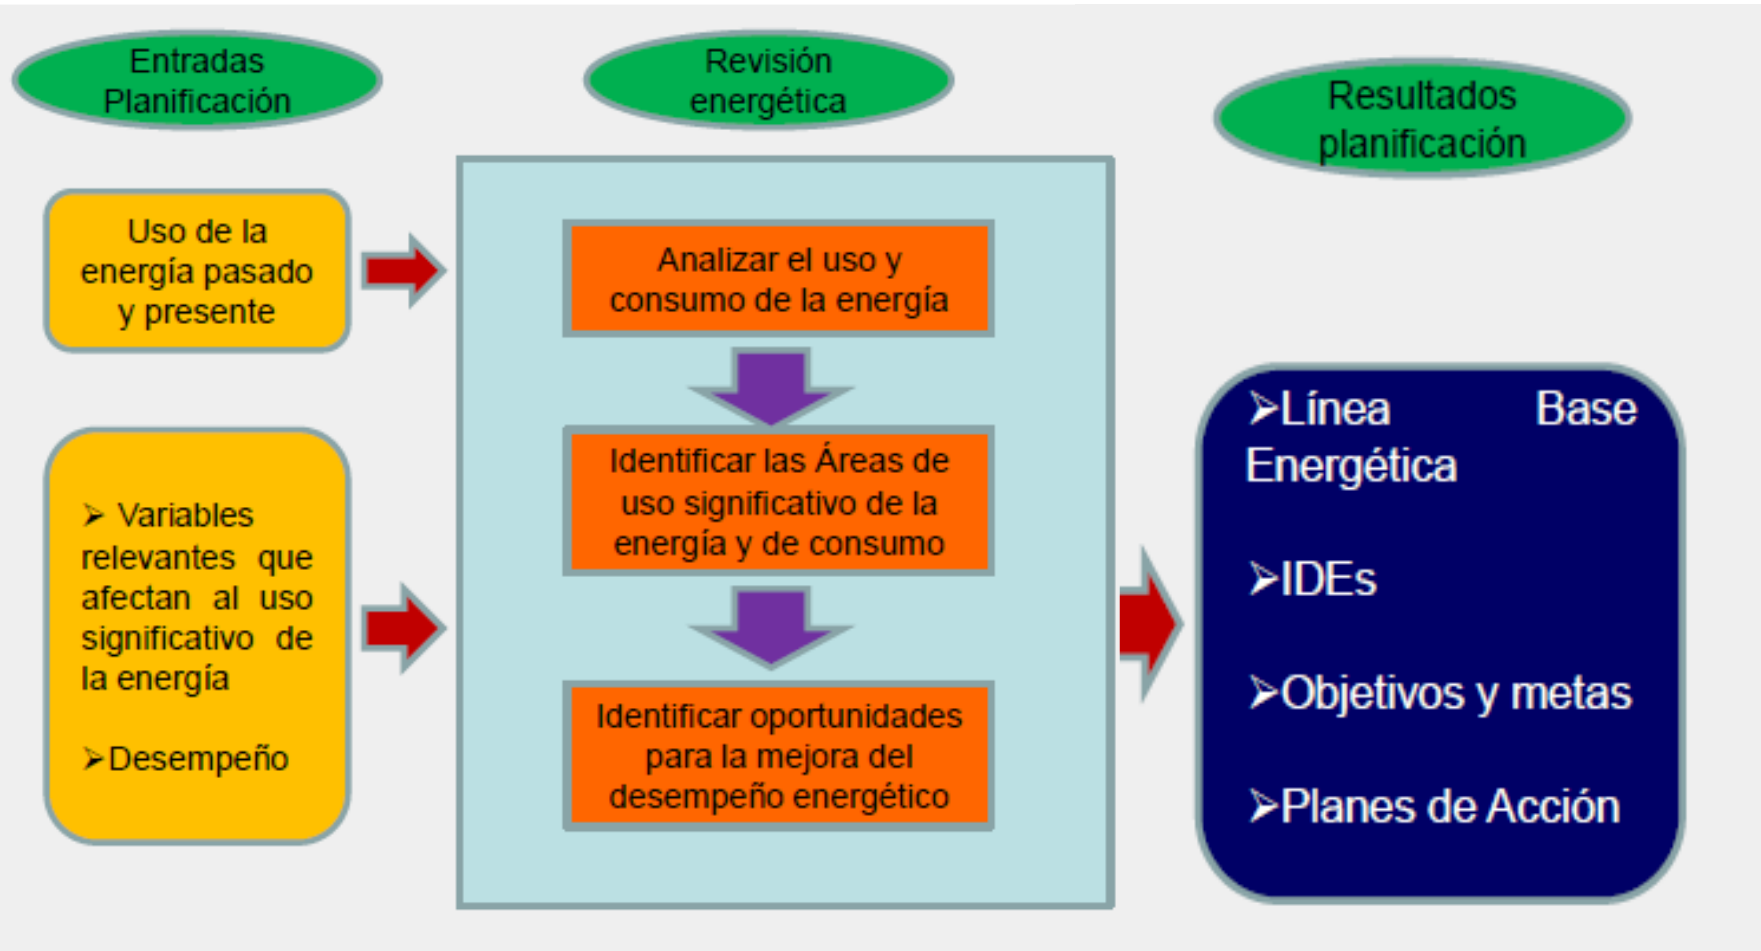 Entradas
Planificación
Revisión
energética
Resultados
planificación
Uso de la
energía pasado
y presente
➢ Variables
relevantes que
afectan al uso
significativo de
la energía
➢Desempeño
Analizar el uso y
consumo de la energía
Identificar las Áreas de
uso significativo de la
energía y de consumo
Identificar oportunidades
para la mejora del
desempeño energético
➢Línea Base
Energética
➢IDEs
➢Objetivos y metas
➢Planes de Acción